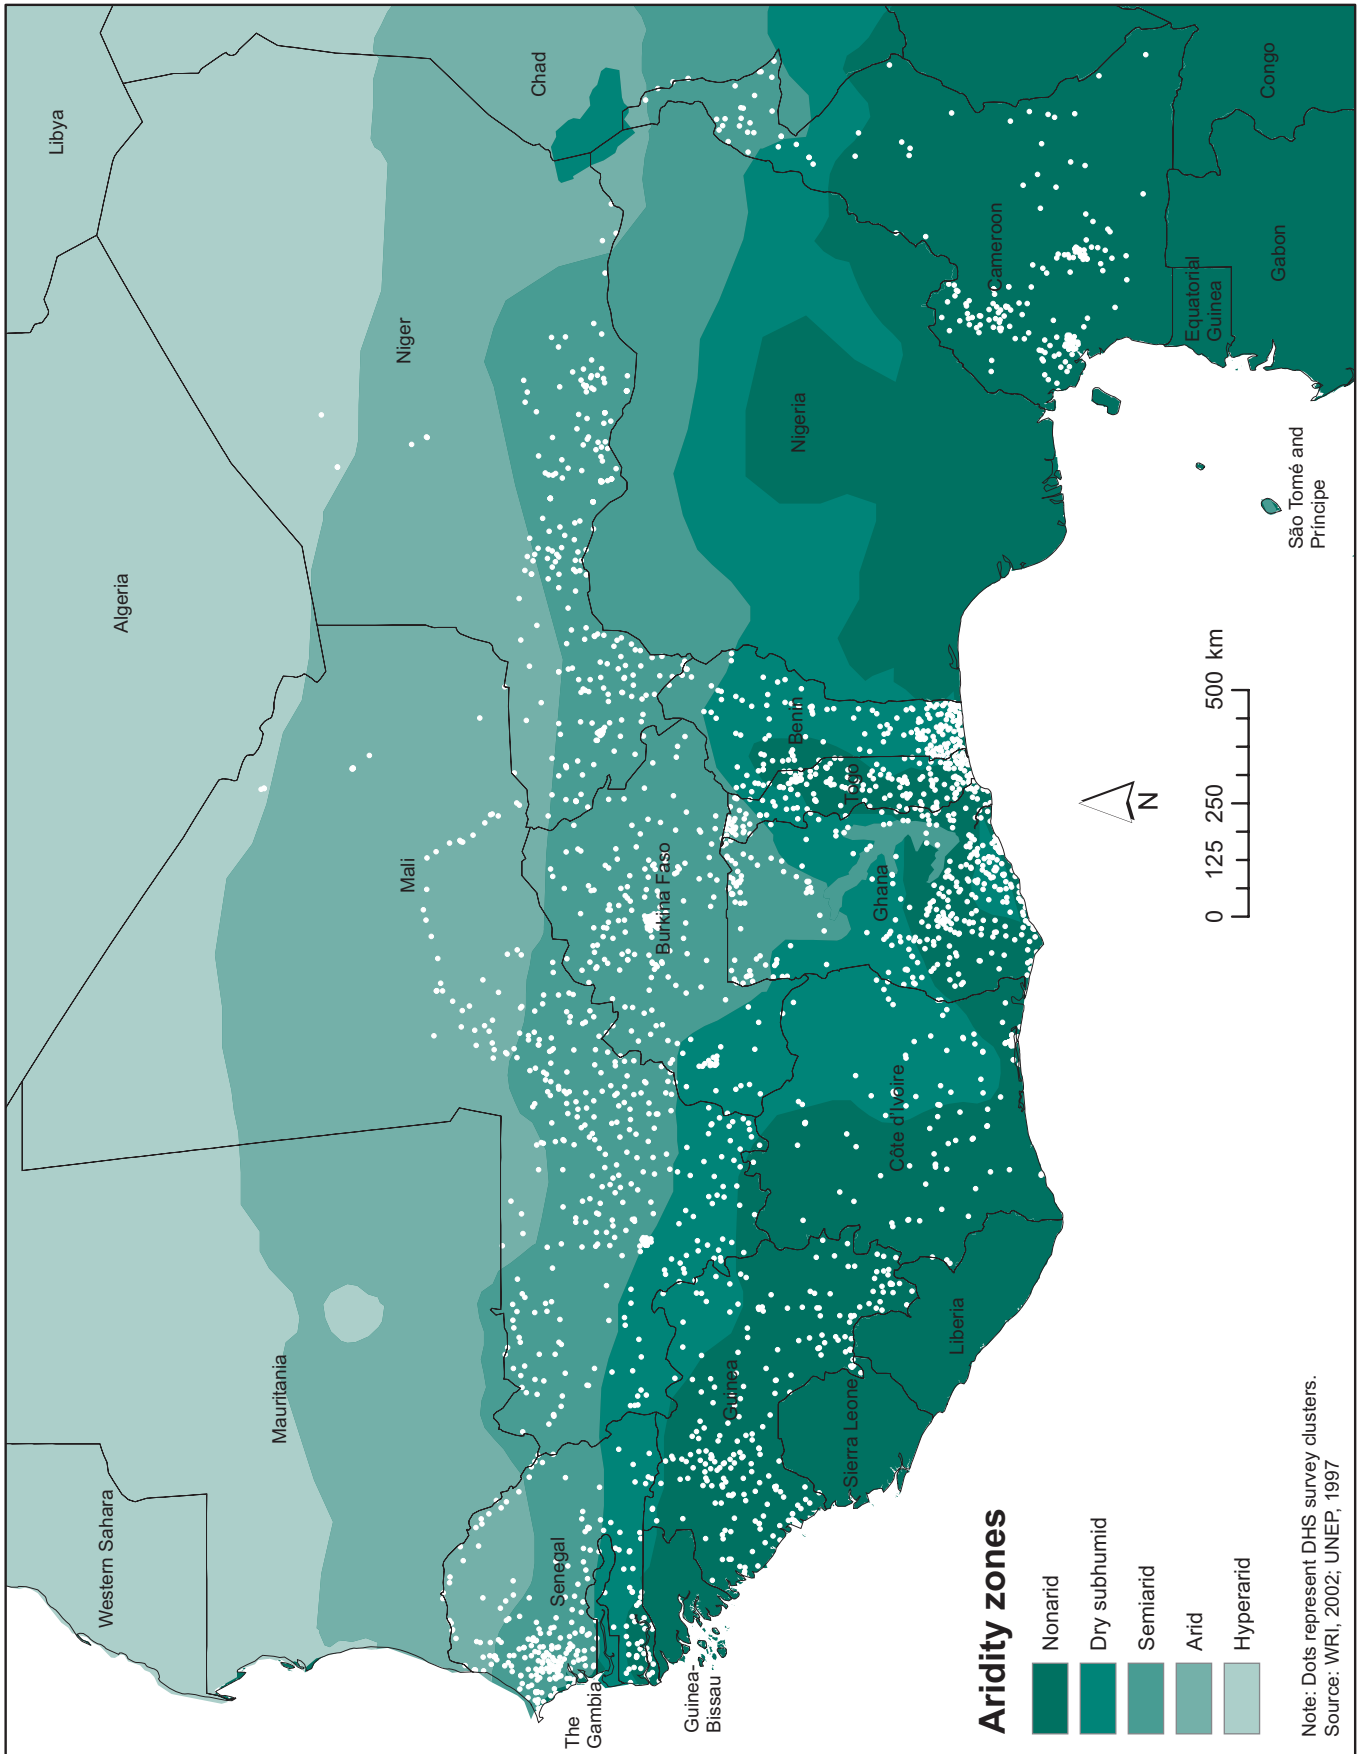 Western Sahara
Algeria
Libya
Mauritania
Mali
Niger
Chad
Senegal
The
Gambia
Guinea-
Bissau
Guinea
Sierra Leone
Liberia
Côte d'Ivoire
Burkina Faso
Ghana
Togo
Benin
Nigeria
Cameroon
Equatorial
Guinea
Gabon
Congo
São Tomé and
Príncipe
N
0 125 250 500 km
Aridity zones
Nonarid
Dry subhumid
Semiarid
Arid
Hyperarid
Note: Dots represent DHS survey clusters.
Source: WRI, 2002; UNEP, 1997